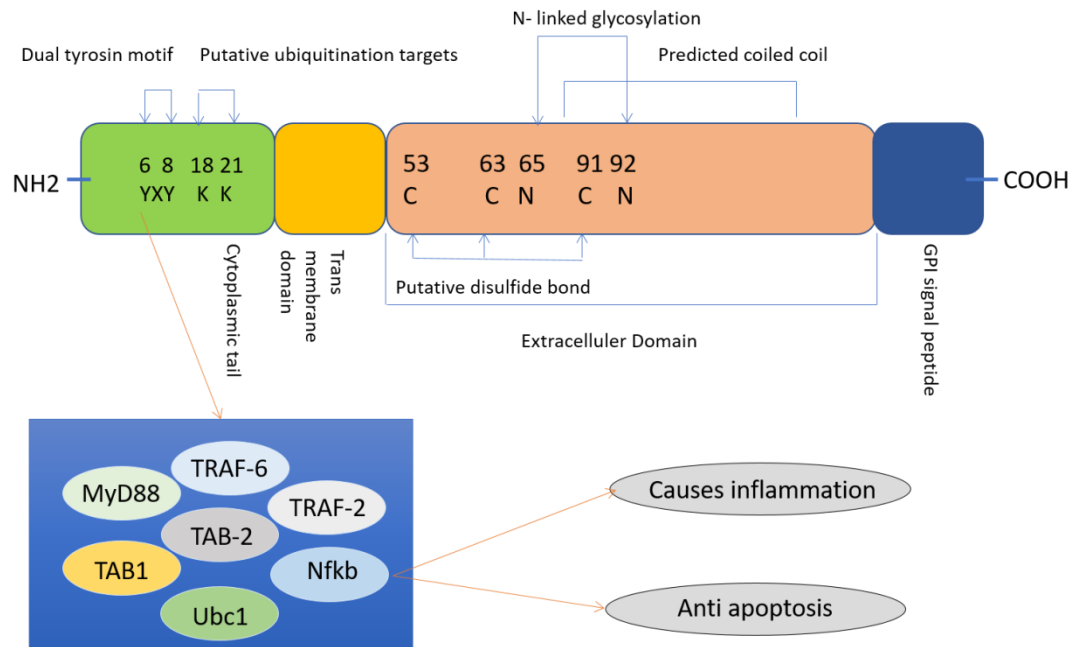 N- linked glycosylation
Dual tyrosin motif
Putative ubiquitination targets
Predicted coiled coil
6 8 18 21
YXY K K
53 63 65 91 92
C C N C N
NH2
COOH
Cytoplasmic tail
Trans
membrane
domain
Putative disulfide bond
Extracelluler Domain
GPI signal peptide
TRAF-6
MyD88
TRAF-2
TAB-2
TAB1
Nfkb
Ubc1
Causes inflammation
Anti apoptosis